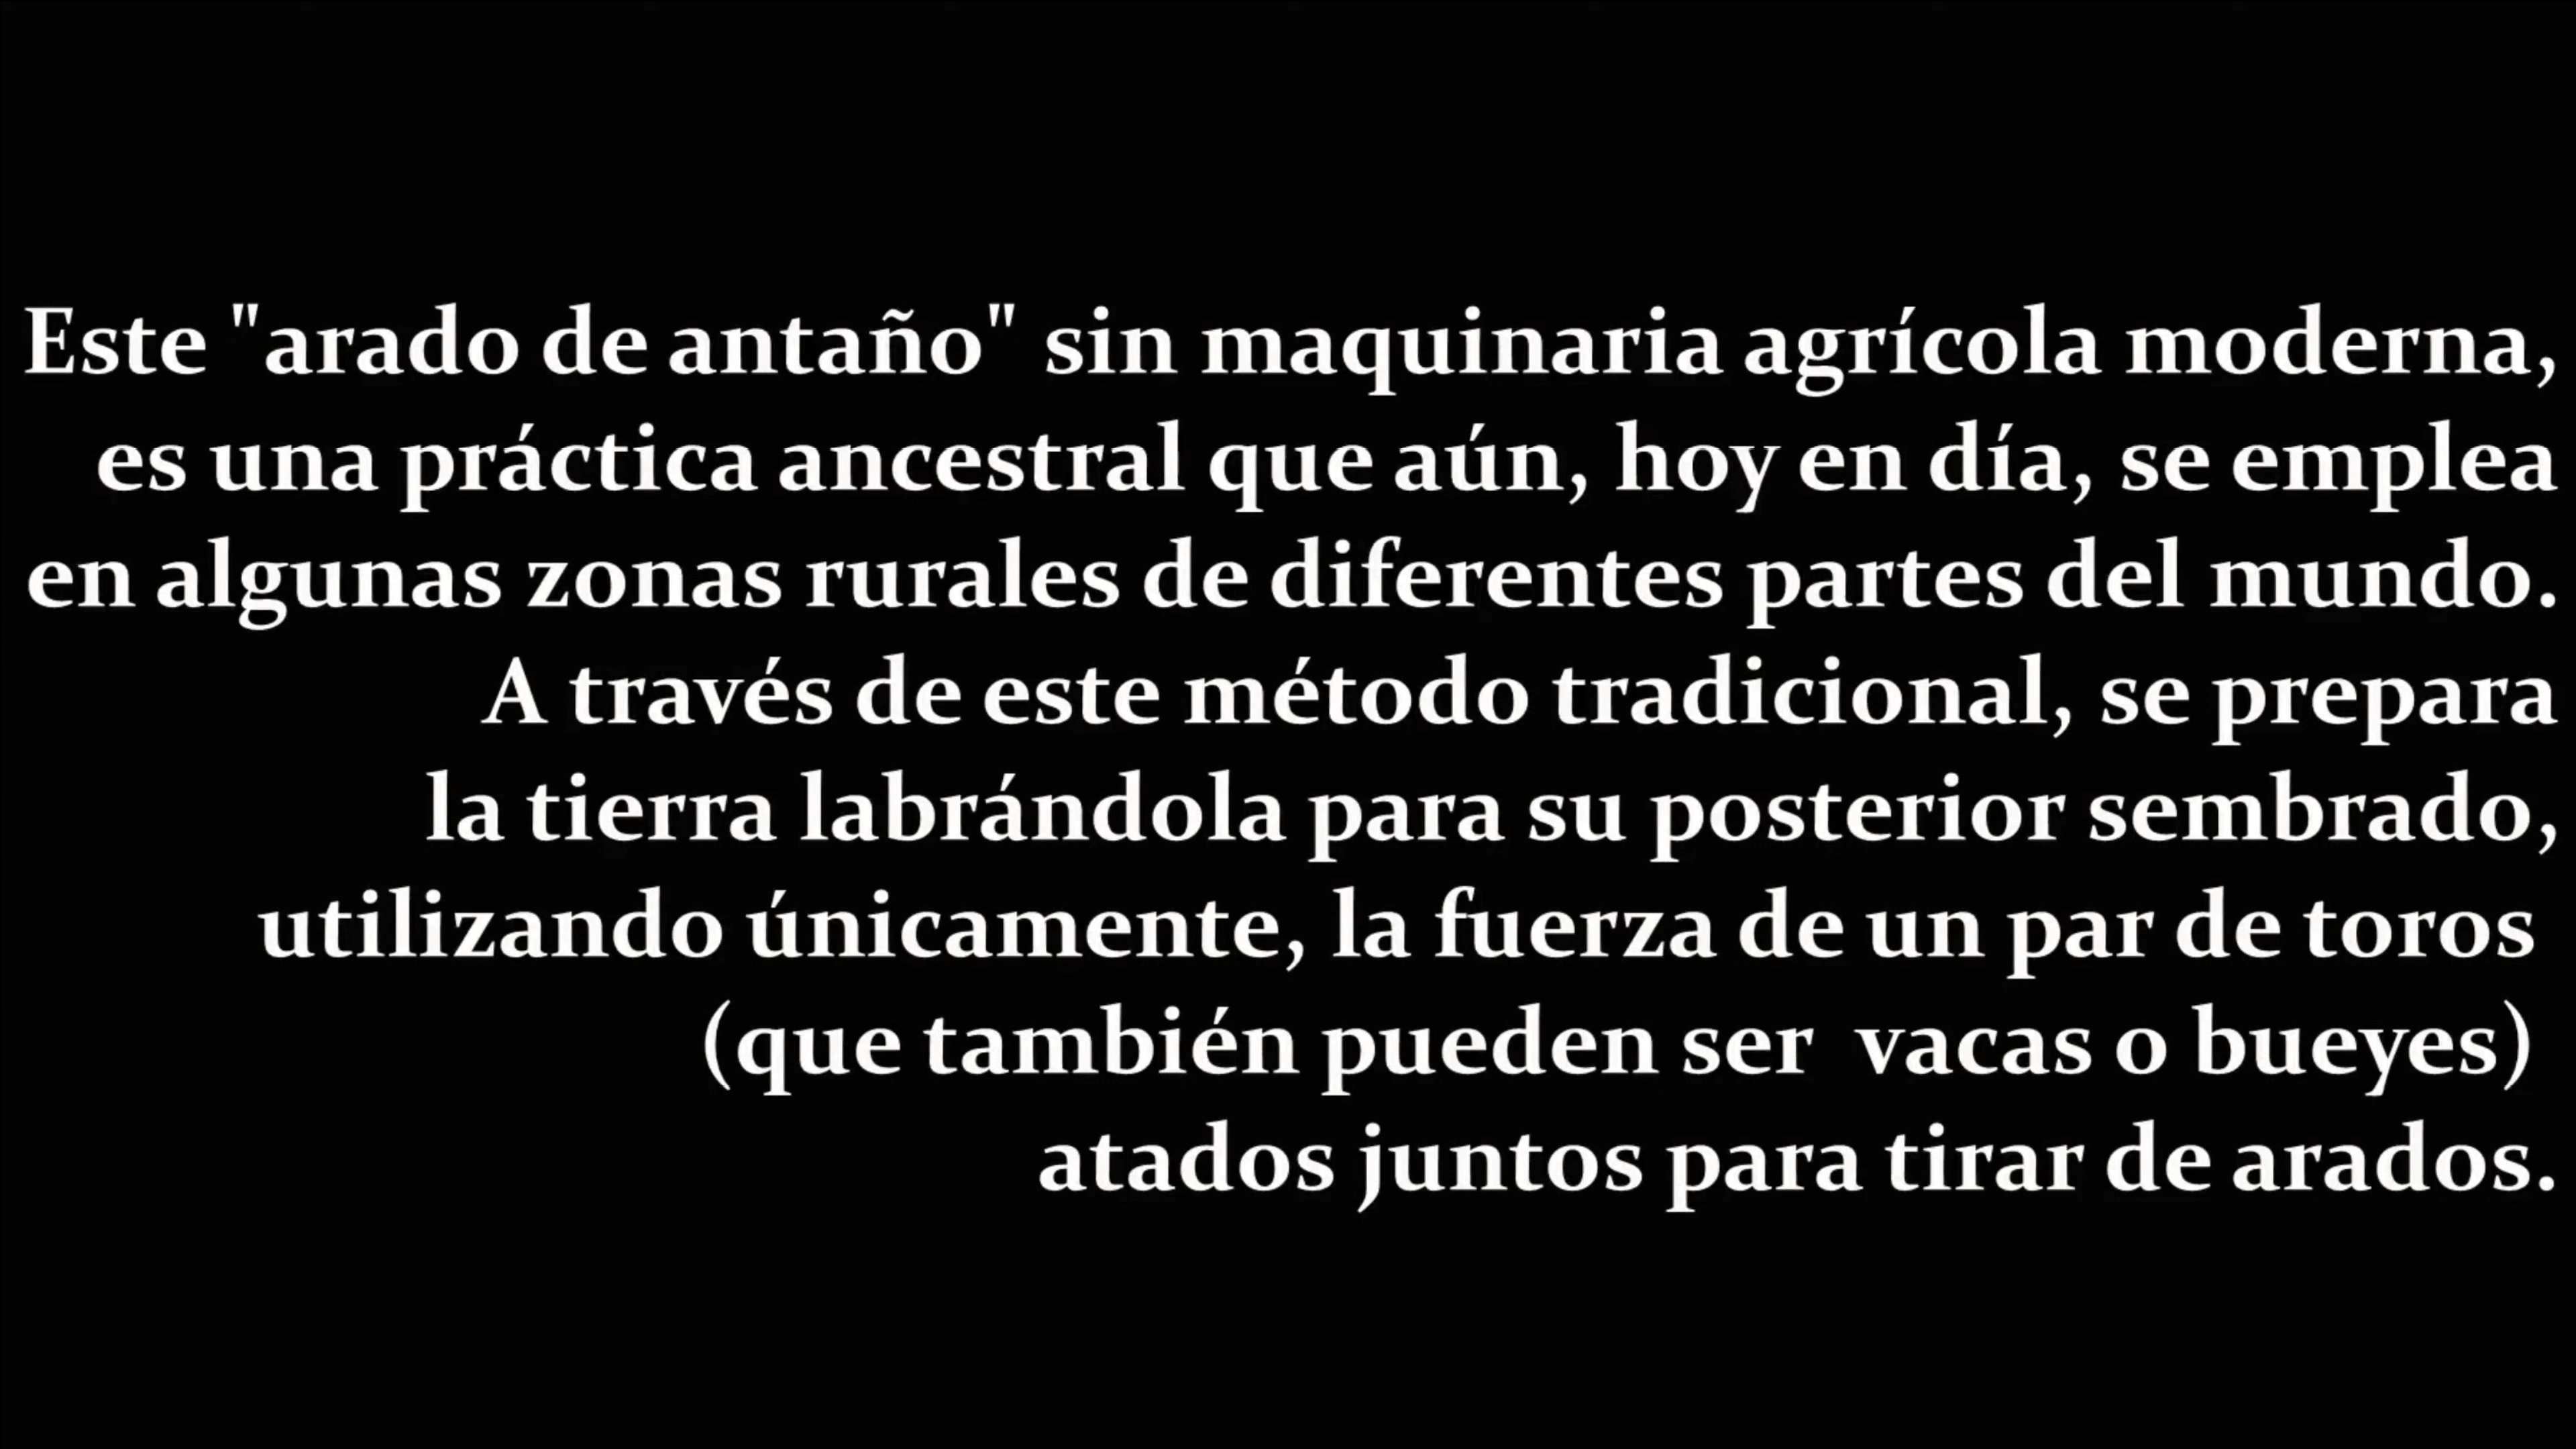 Este "arado de antaño" sin maquinaria agrícola moderna,
es una práctica ancestral que aún, hoy en día, se emplea
en algunas zonas rurales de diferentes partes del mundo.
A través de este método tradicional, se prepara
la tierra labrándola para su posterior sembrado,
utilizando únicamente, la fuerza de un par de toros
(que también pueden ser  vacas o bueyes)
atados juntos para tirar de arados.